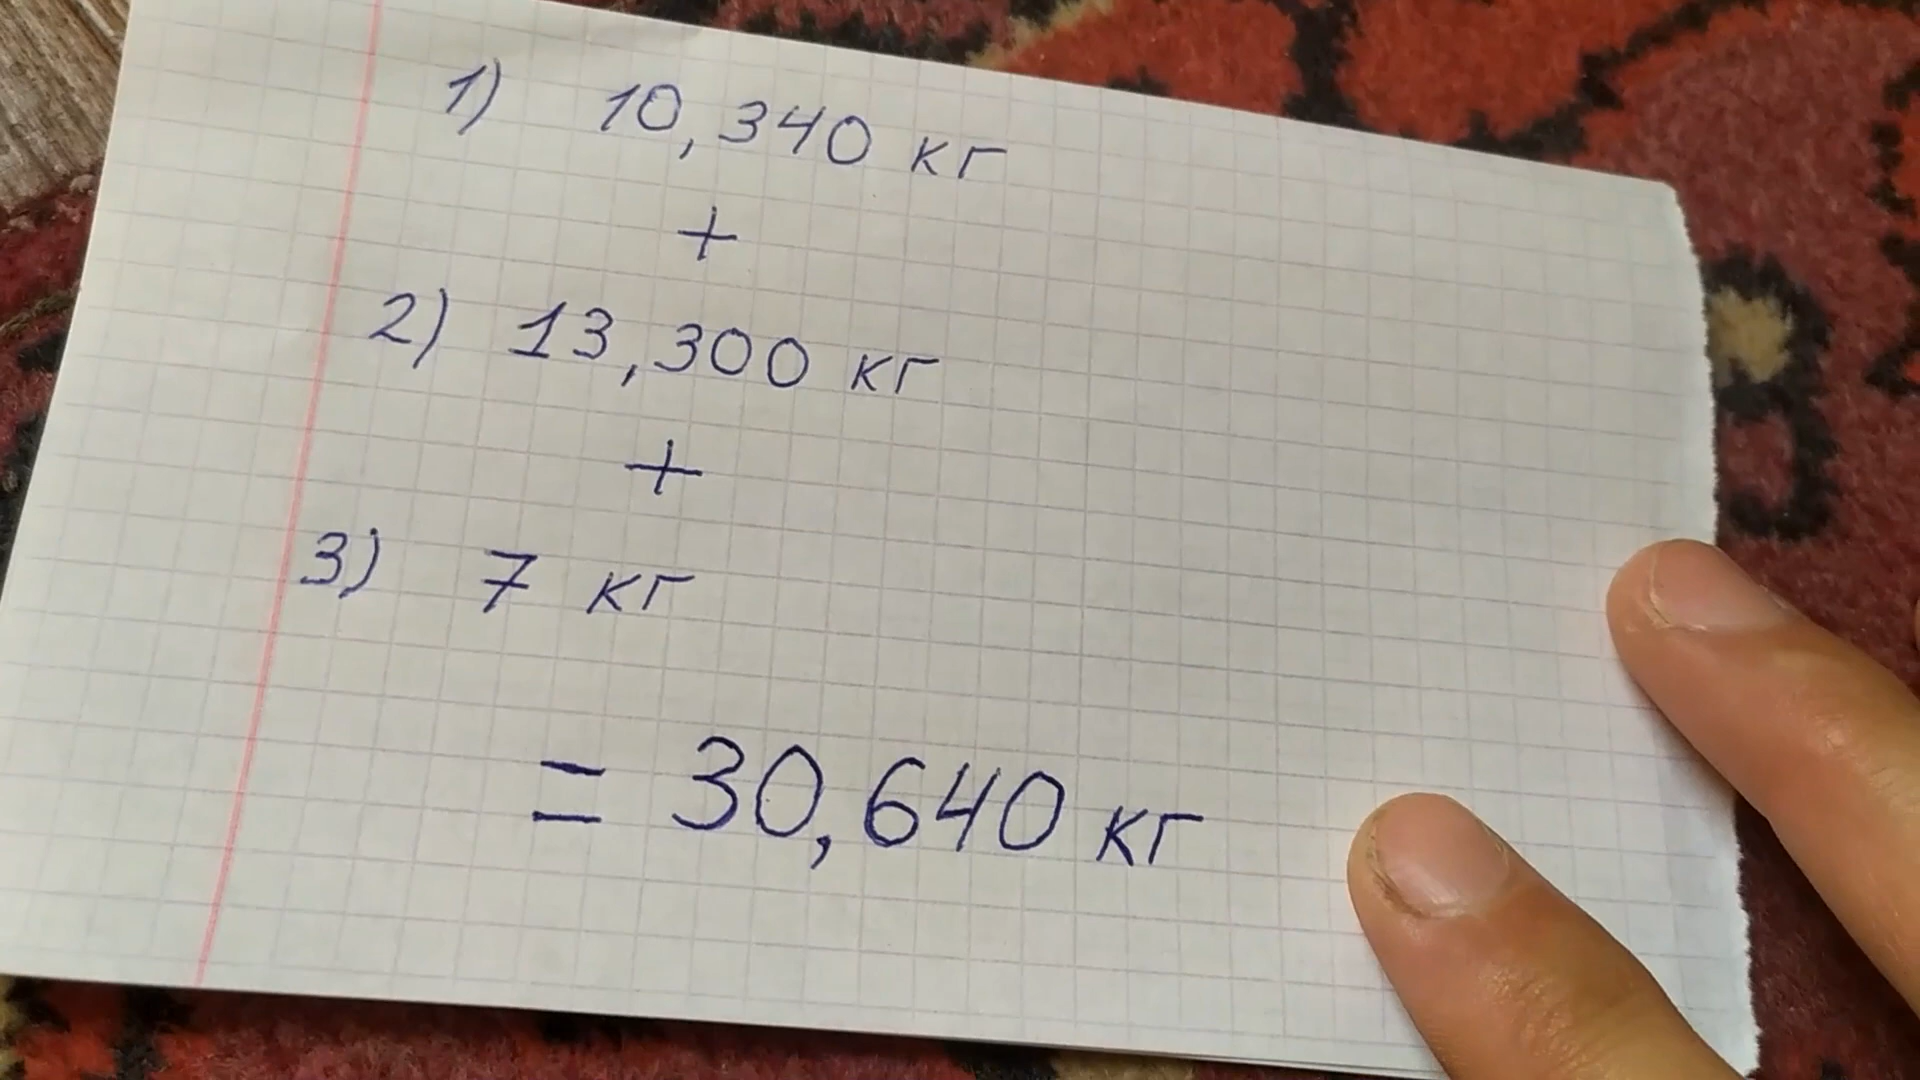 1) 10,340 кг
+
2) 13,300 кг
+
3) 7 кг
= 30,640 кг